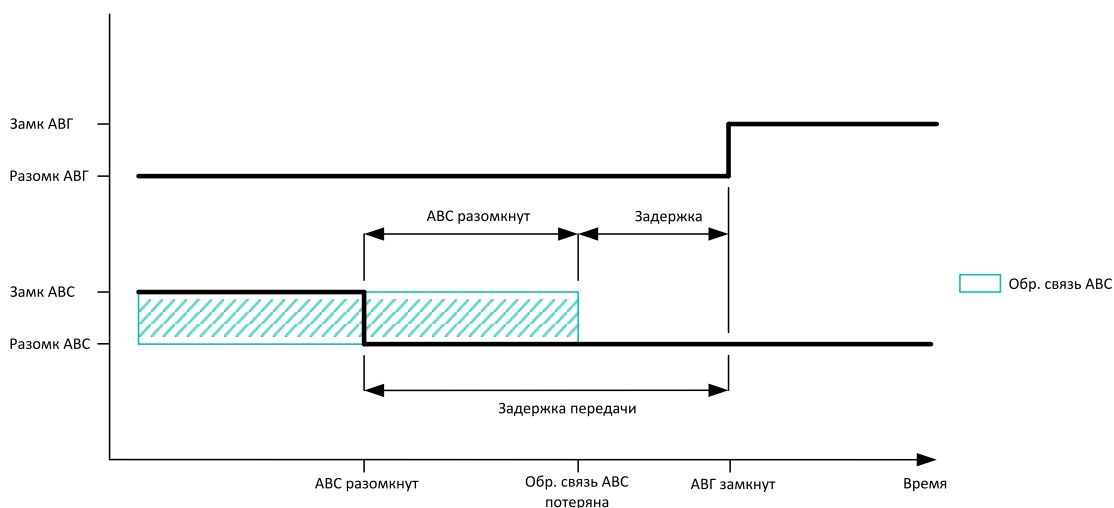 Замк АВГ
Разомк АВГ
АВС разомкнут
Задержка
Замк АВС
Обр. связь АВС
Разомк АВС
Задержка передачи
АВС разомкнут
Обр. связь АВС
потеряна
АВГ замкнут
Время